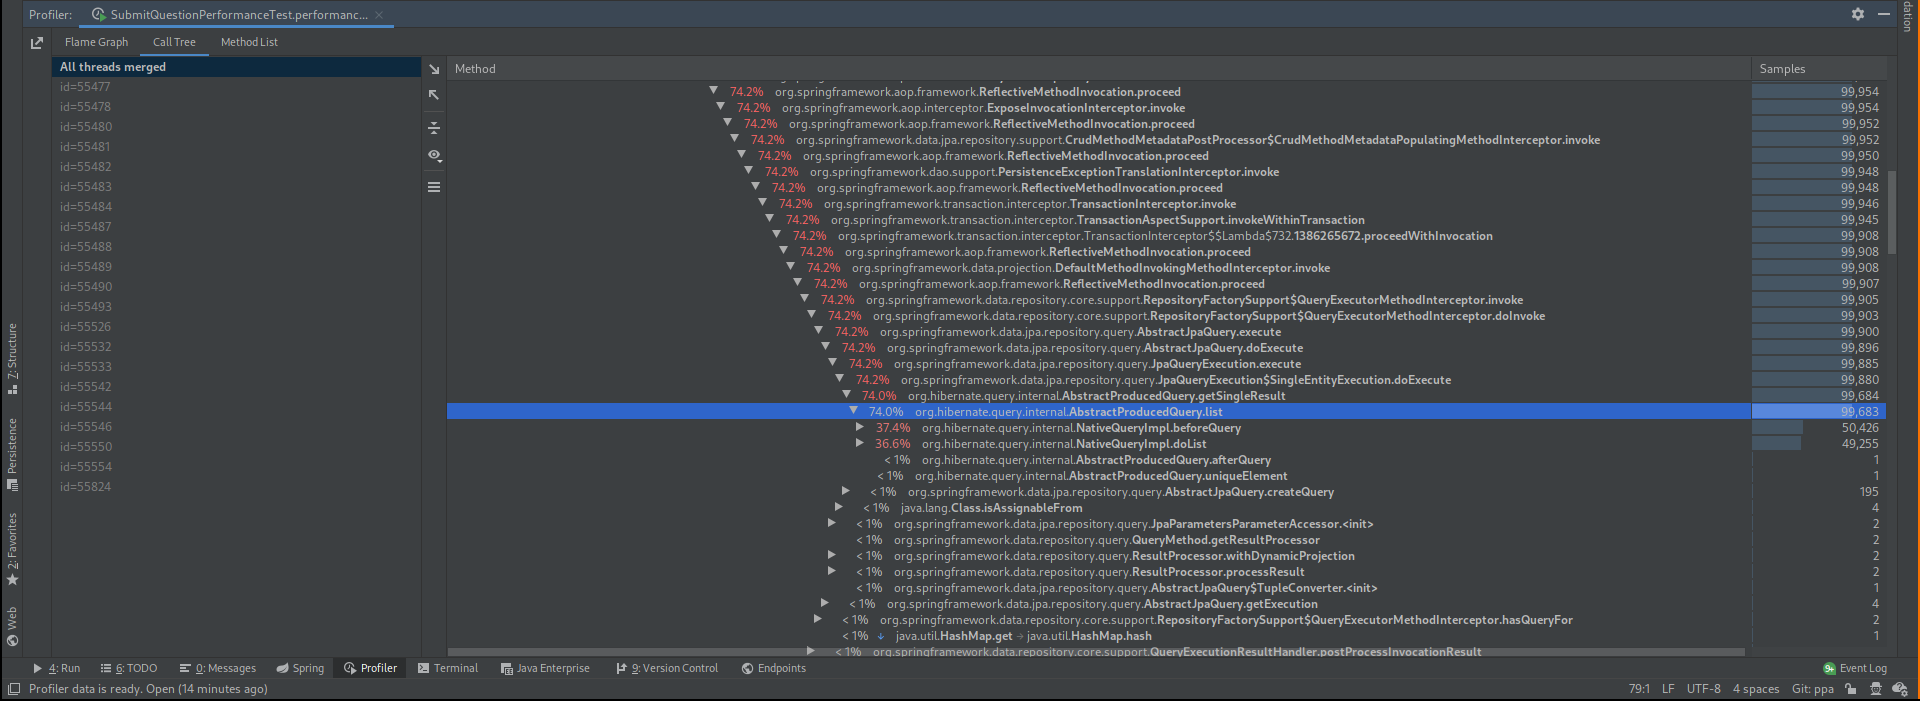 Profiler: SubmitQuestionPerformanceTest.performanc...
Flame Graph Call Tree Method List
All threads merged
id=55477
id=55478
id=55480
id=55481
id=55482
id=55483
id=55484
id=55487
id=55488
id=55489
id=55490
id=55493
id=55526
id=55532
id=55533
id=55542
id=55544
id=55546
id=55550
id=55554
id=55824
Method Samples
74.2% org.springframework.aop.framework.ReflectiveMethodInvocation.proceed 99,954
74.2% org.springframework.aop.interceptor.ExposeInvocationInterceptor.invoke 99,954
74.2% org.springframework.aop.framework.ReflectiveMethodInvocation.proceed 99,952
74.2% org.springframework.data.jpa.repository.support.CrudMethodMetadataPostProcessor$CrudMethodMetadataPopulatingMethodInterceptor.invoke 99,952
74.2% org.springframework.aop.framework.ReflectiveMethodInvocation.proceed 99,950
74.2% org.springframework.dao.support.PersistenceExceptionTranslationInterceptor.invoke 99,948
74.2% org.springframework.aop.framework.ReflectiveMethodInvocation.proceed 99,948
74.2% org.springframework.transaction.interceptor.TransactionInterceptor.invoke 99,946
74.2% org.springframework.transaction.interceptor.TransactionAspectSupport.invokeWithinTransaction 99,945
74.2% org.springframework.transaction.interceptor.TransactionInterceptor$$Lambda$732.1386265672.proceedWithInvocation 99,908
74.2% org.springframework.aop.framework.ReflectiveMethodInvocation.proceed 99,908
74.2% org.springframework.data.projection.DefaultMethodInvokingMethodInterceptor.invoke 99,908
74.2% org.springframework.aop.framework.ReflectiveMethodInvocation.proceed 99,907
74.2% org.springframework.data.repository.core.support.RepositoryFactorySupport$QueryExecutorMethodInterceptor.invoke 99,905
74.2% org.springframework.data.repository.core.support.RepositoryFactorySupport$QueryExecutorMethodInterceptor.doInvoke 99,903
74.2% org.springframework.data.jpa.repository.query.AbstractJpaQuery.execute 99,900
74.2% org.springframework.data.jpa.repository.query.AbstractJpaQuery.doExecute 99,896
74.2% org.springframework.data.jpa.repository.query.JpaQueryExecution.execute 99,885
74.2% org.springframework.data.jpa.repository.query.JpaQueryExecution$SingleEntityExecution.doExecute 99,880
74.0% org.hibernate.query.internal.AbstractProducedQuery.getSingleResult 99,684
74.0% org.hibernate.query.internal.AbstractProducedQuery.list 99,683
37.4% org.hibernate.query.internal.NativeQueryImpl.beforeQuery 50,426
36.6% org.hibernate.query.internal.NativeQueryImpl.doList 49,255
< 1% org.hibernate.query.internal.AbstractProducedQuery.afterQuery 1
< 1% org.hibernate.query.internal.AbstractProducedQuery.uniqueElement 1
< 1% org.springframework.data.jpa.repository.query.AbstractJpaQuery.createQuery 195
< 1% java.lang.Class.isAssignableFrom 4
< 1% org.springframework.data.jpa.repository.query.JpaParametersParameterAccessor.<init> 2
< 1% org.springframework.data.repository.query.QueryMethod.getResultProcessor 2
< 1% org.springframework.data.repository.query.ResultProcessor.withDynamicProjection 2
< 1% org.springframework.data.repository.query.ResultProcessor.processResult 2
< 1% org.springframework.data.jpa.repository.query.AbstractJpaQuery$TupleConverter.<init> 1
< 1% org.springframework.data.jpa.repository.query.AbstractJpaQuery.getExecution 4
< 1% org.springframework.data.repository.core.support.RepositoryFactorySupport$QueryExecutorMethodInterceptor.hasQueryFor 2
< 1% ↓ java.util.HashMap.get → java.util.HashMap.hash 1
< 1% org.springframework.data.repository.core.support.QueryExecutionResultHandler.postProcessInvocationResult
7: Structure
Persistence
2: Favorites
Web
dation
4: Run 6: TODO 0: Messages Spring Profiler Terminal Java Enterprise 9: Version Control Endpoints 9+ Event Log
Profiler data is ready. Open (14 minutes ago) 79:1 LF UTF-8 4 spaces Git: ppa